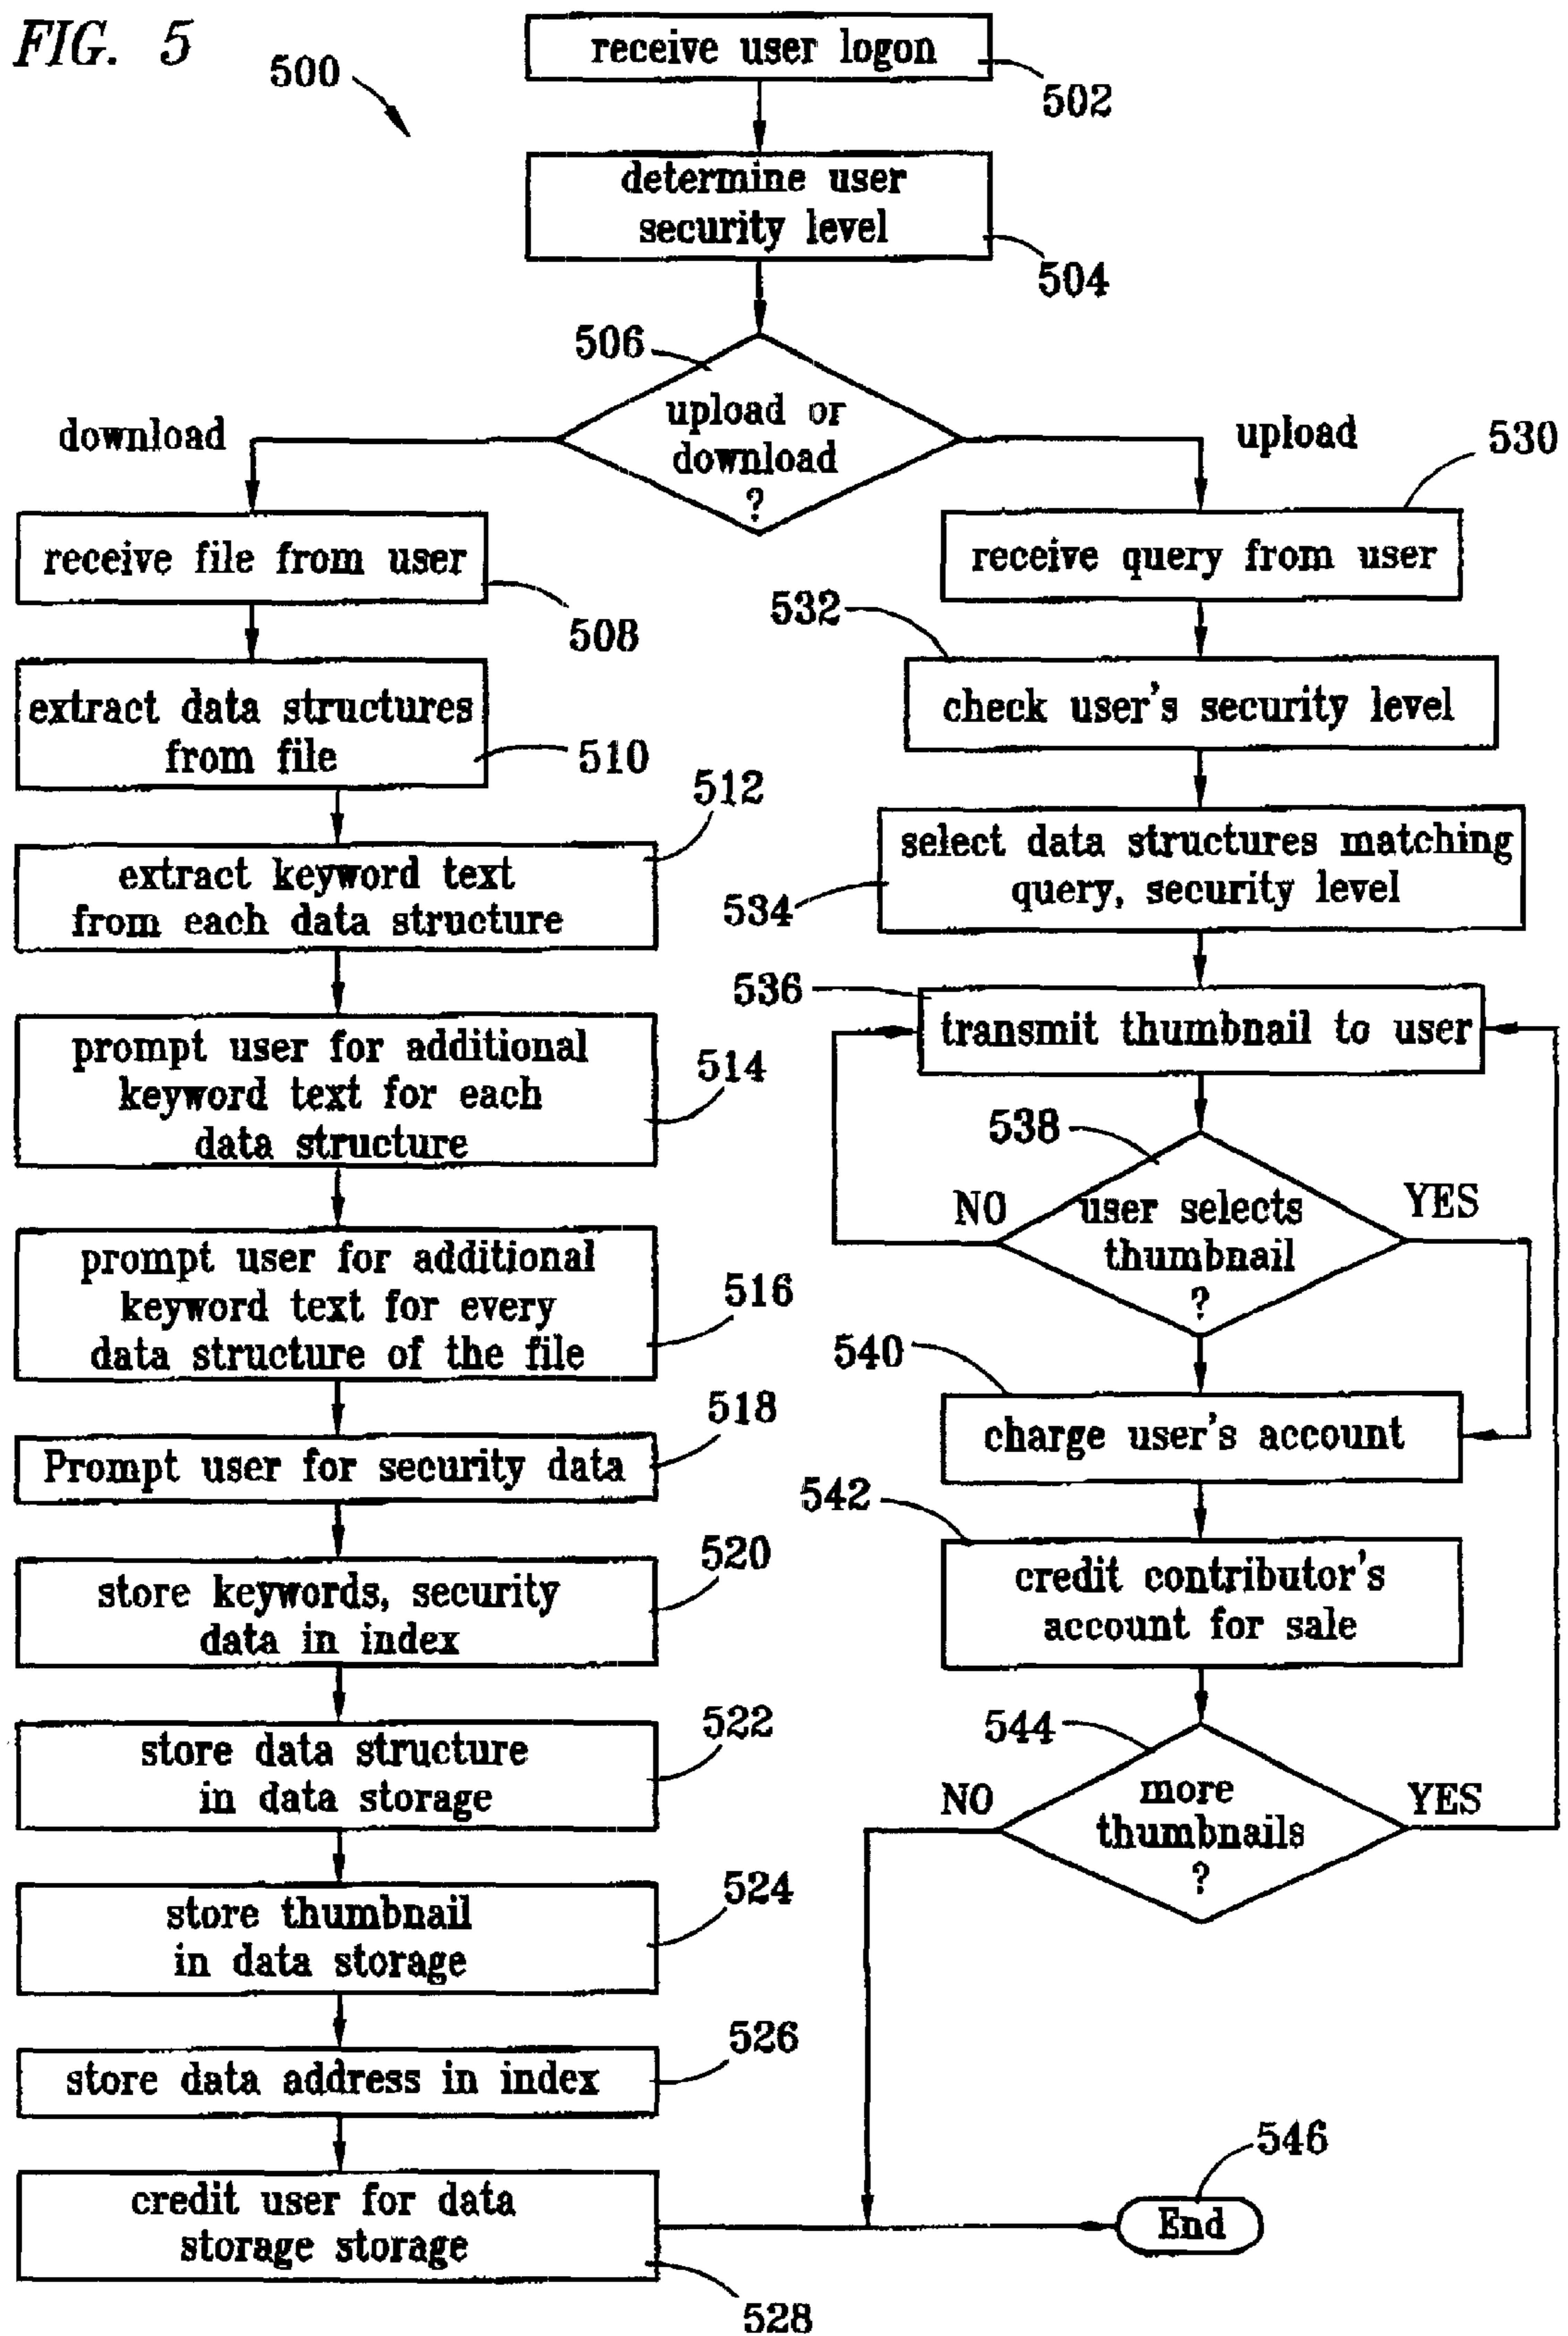 FIG. 5
500
receive user logon
502
determine user
security level
504
506
upload or
download
?
download
receive file from user
508
extract data structures
from file
510
512
extract keyword text
from each data structure
prompt user for additional
keyword text for each
data structure
514
prompt user for additional
keyword text for every
data structure of the file
516
518
Prompt user for security data
520
store keywords, security
data in index
522
store data structure
in data storage
524
store thumbnail
in data storage
526
store data address in index
credit user for data
storage storage
528
upload
530
receive query from user
532
check user's security level
select data structures matching
query, security level
534
536
transmit thumbnail to user
538
NO
user selects
thumbnail
?
YES
540
charge user's account
542
credit contributor's
account for sale
544
NO
more
thumbnails
?
YES
546
End